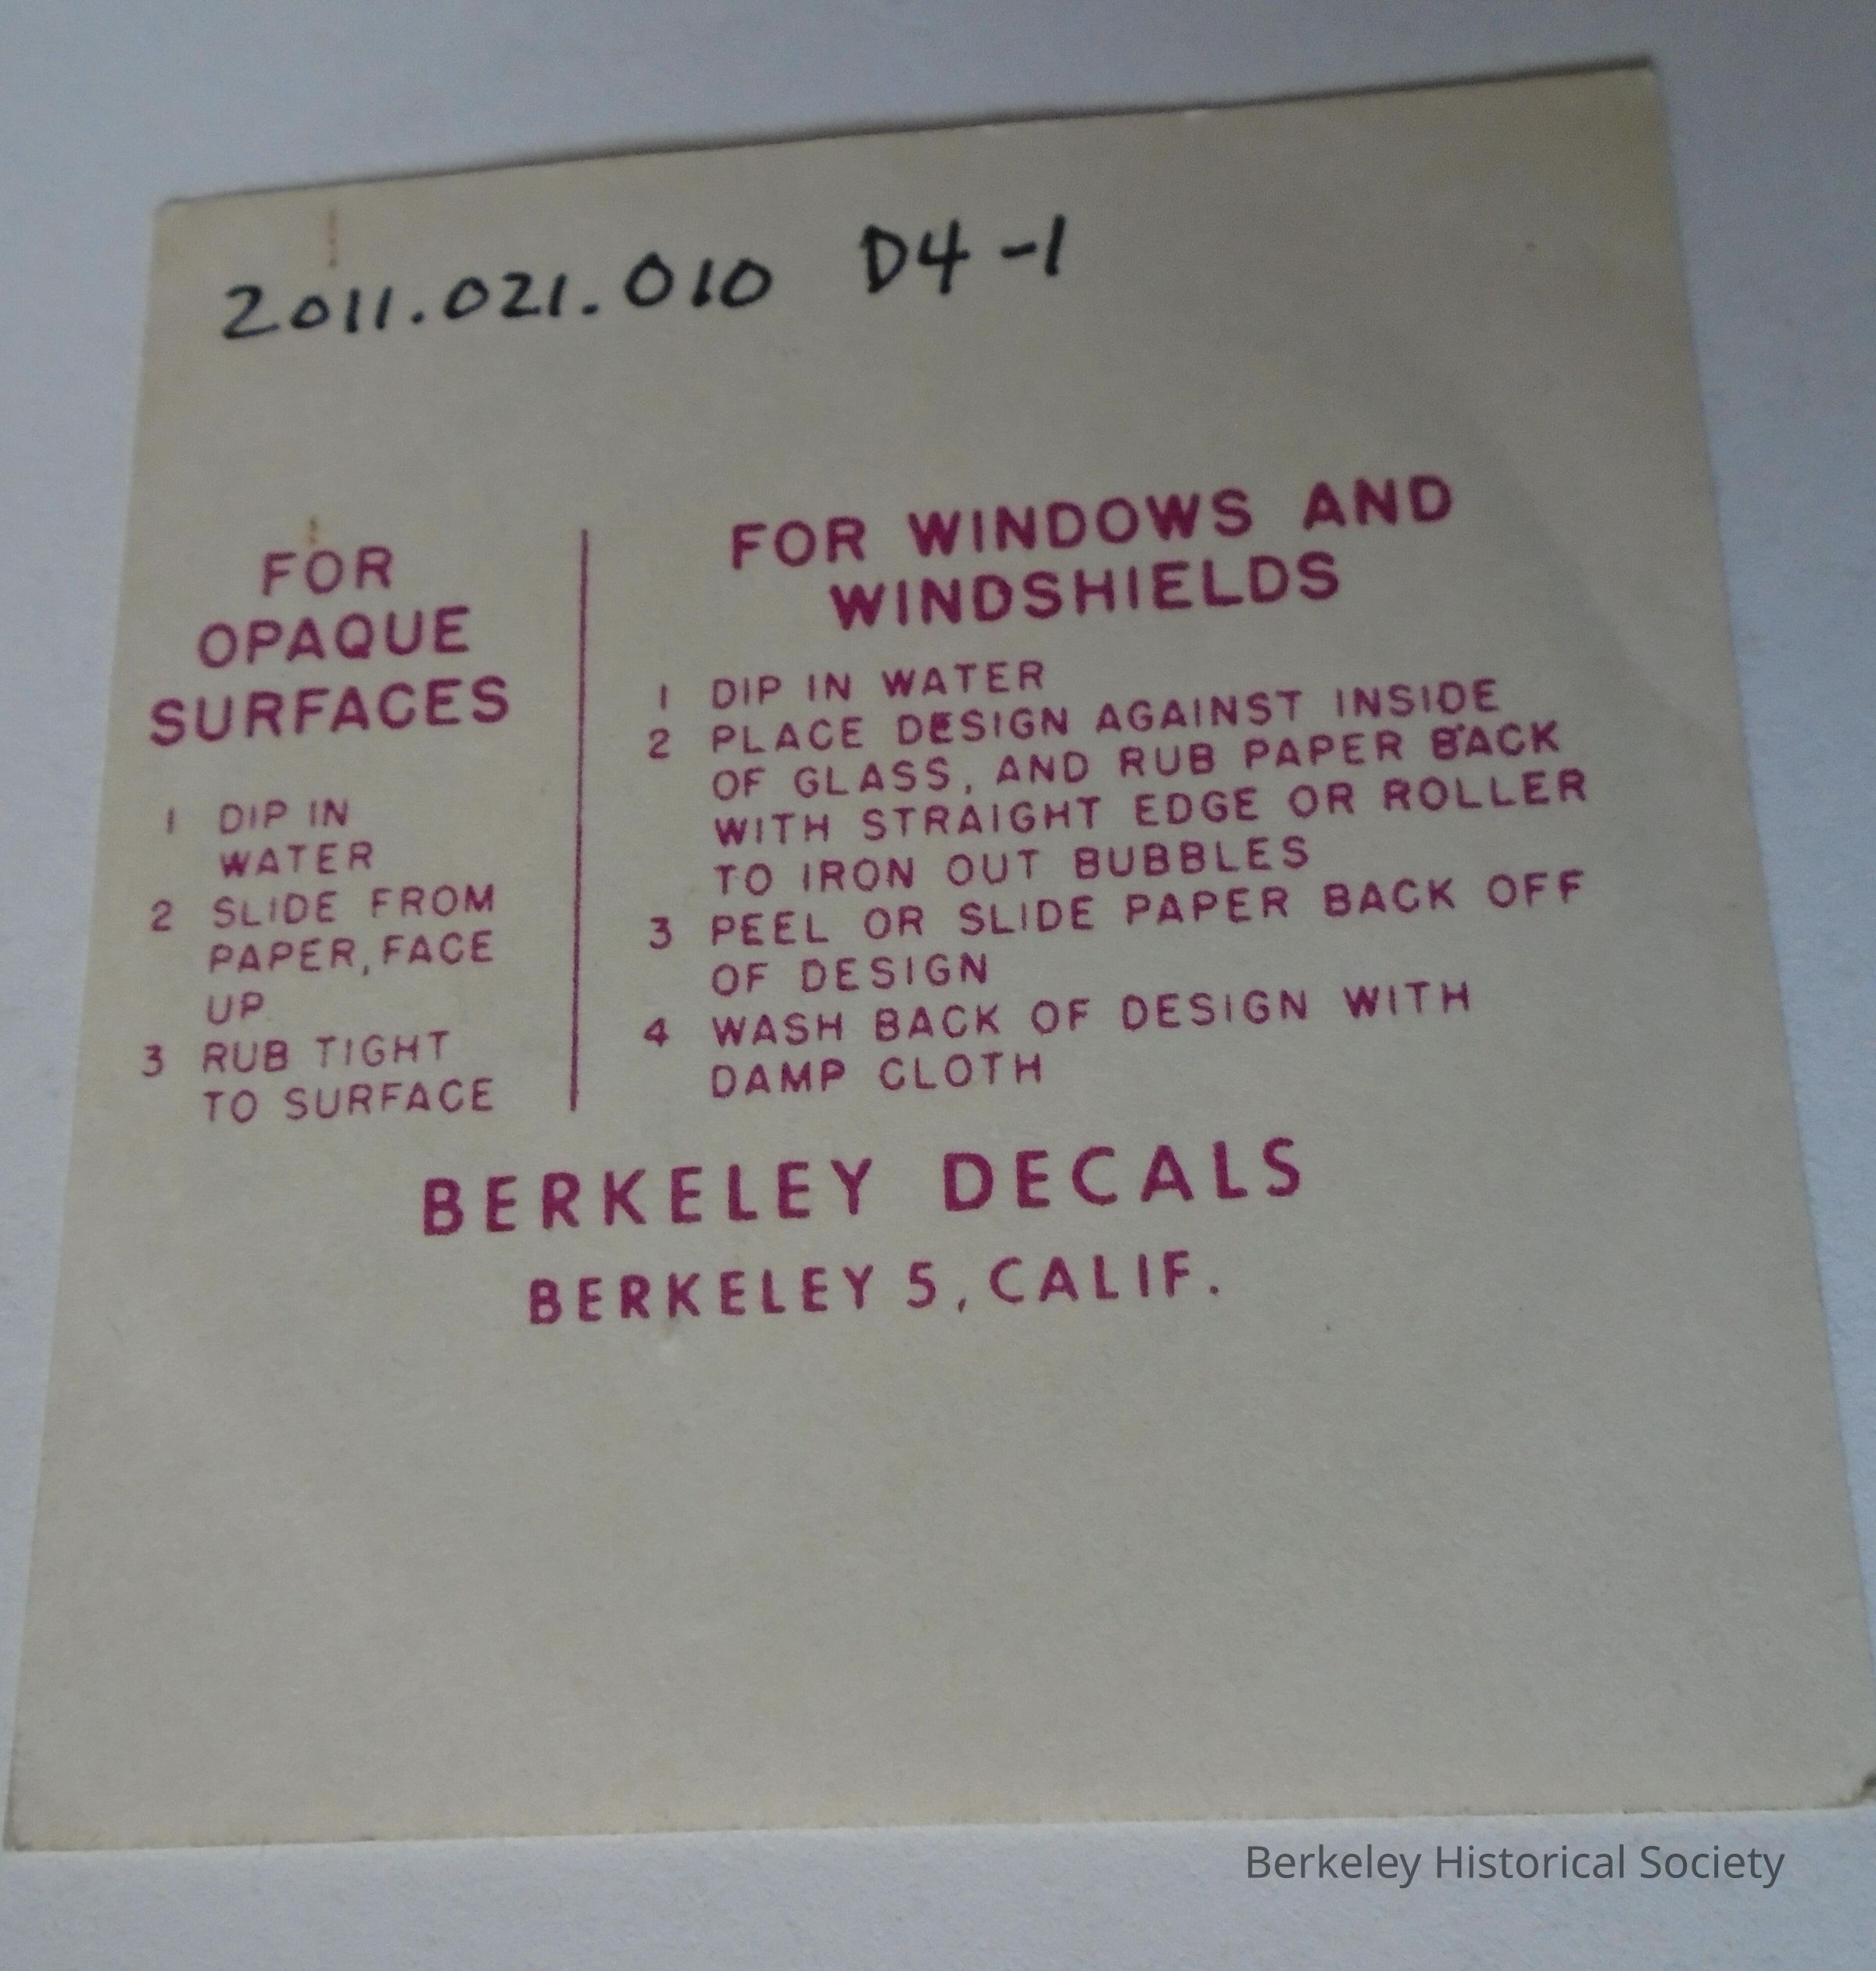 2011.021.010 D4-1
FOR
OPAQUE
SURFACES
1 DIP IN
WATER
2 SLIDE FROM
PAPER, FACE
UP
3 RUB TIGHT
TO SURFACE
FOR WINDOWS AND
WINDSHIELDS
1 DIP IN WATER
2 PLACE DESIGN AGAINST INSIDE
OF GLASS, AND RUB PAPER BACK
WITH STRAIGHT EDGE OR ROLLER
TO IRON OUT BUBBLES
3 PEEL OR SLIDE PAPER BACK OFF
OF DESIGN
4 WASH BACK OF DESIGN WITH
DAMP CLOTH
BERKELEY DECALS
BERKELEY 5, CALIF.
Berkeley Historical Society